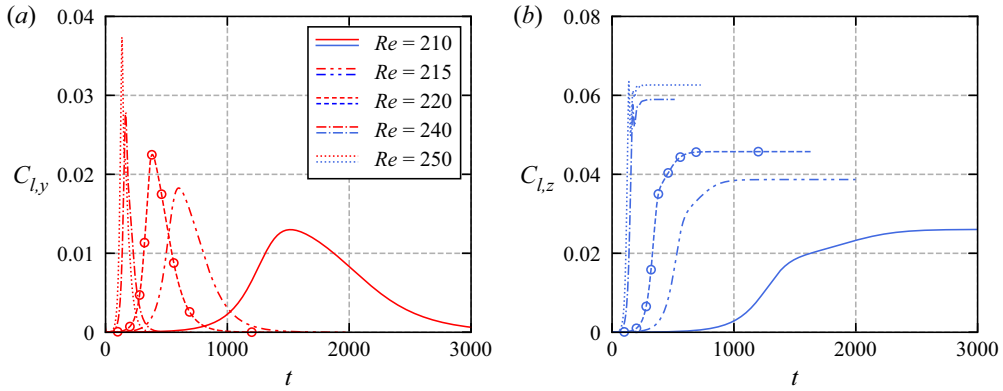 (a)
0.04
0.03
0.02
0.01
0
C_{l,y}
Re = 210
Re = 215
Re = 220
Re = 240
Re = 250
0 1000 2000 3000
t
(b)
0.08
0.06
0.04
0.02
0
C_{l,z}
0 1000 2000 3000
t